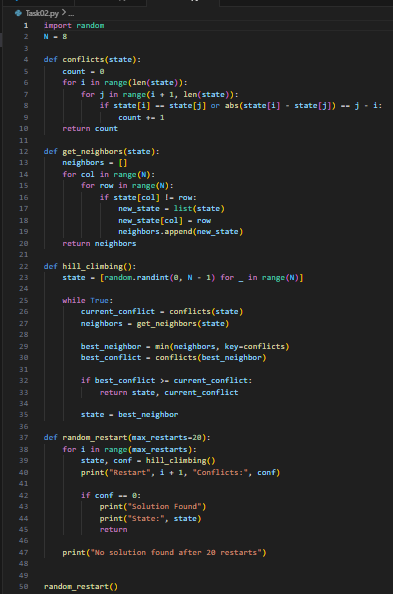 Task02.py > ...
1 import random
2 N = 8
3
4 def conflicts(state):
5     count = 0
6     for i in range(len(state)):
7         for j in range(i + 1, len(state)):
8             if state[i] == state[j] or abs(state[i] - state[j]) == j - i:
9                 count += 1
10     return count
11
12 def get_neighbors(state):
13     neighbors = []
14     for col in range(N):
15         for row in range(N):
16             if state[col] != row:
17                 new_state = list(state)
18                 new_state[col] = row
19                 neighbors.append(new_state)
20     return neighbors
21
22 def hill_climbing():
23     state = [random.randint(0, N - 1) for _ in range(N)]
24
25     while True:
26         current_conflict = conflicts(state)
27         neighbors = get_neighbors(state)
28
29         best_neighbor = min(neighbors, key=conflicts)
30         best_conflict = conflicts(best_neighbor)
31
32         if best_conflict >= current_conflict:
33             return state, current_conflict
34
35         state = best_neighbor
36
37 def random_restart(max_restarts=20):
38     for i in range(max_restarts):
39         state, conf = hill_climbing()
40         print("Restart", i + 1, "Conflicts:", conf)
41
42         if conf == 0:
43             print("Solution Found")
44             print("State:", state)
45             return
46
47     print("No solution found after 20 restarts")
48
49
50 random_restart()